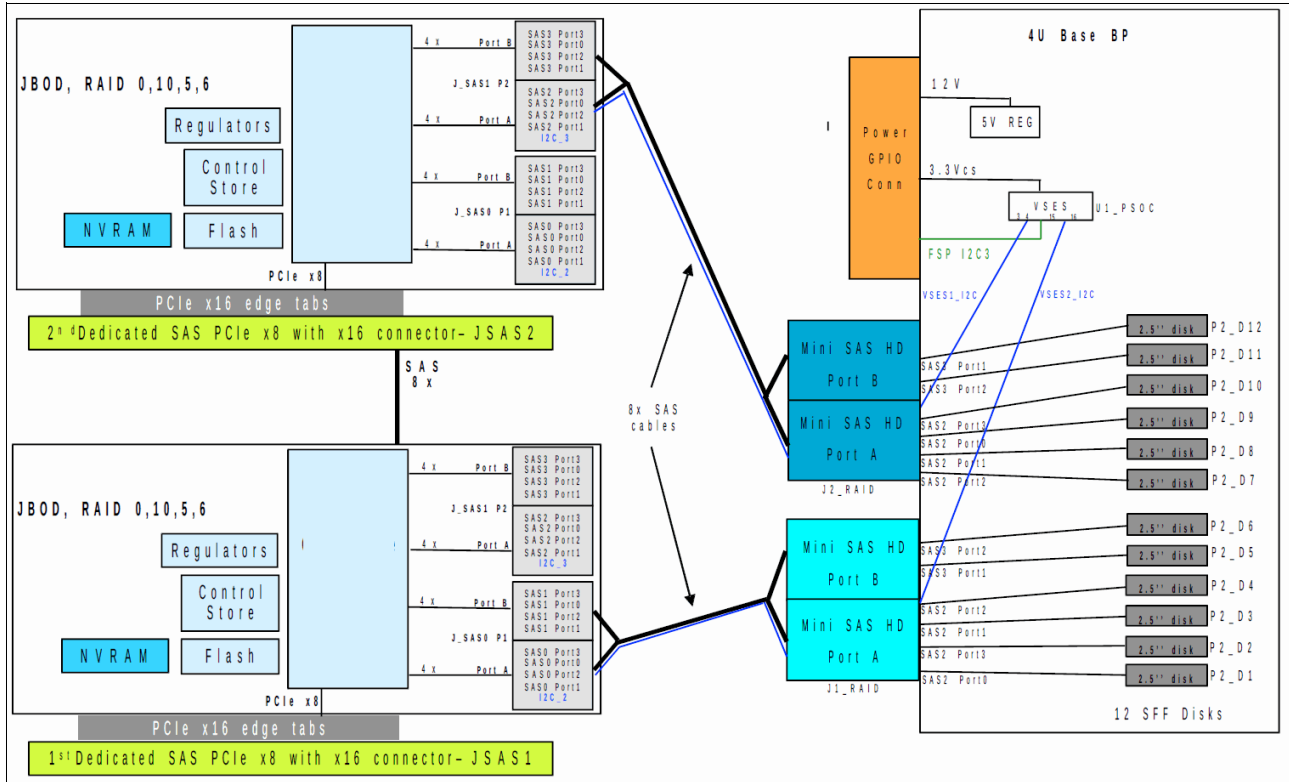 JBOD, RAID 0,10,5,6
Regulators
Control
Store
NVRAM
Flash
PCIe x8
4 x Port B
J_SAS1 P2
4 x Port A
4 x Port B
J_SAS0 P1
4 x Port A
SAS3 Port3
SAS3 Port0
SAS3 Port2
SAS3 Port1
SAS2 Port3
SAS2 Port0
SAS2 Port2
SAS2 Port1
I2C_3
SAS1 Port3
SAS1 Port0
SAS1 Port2
SAS1 Port1
SAS0 Port3
SAS0 Port0
SAS0 Port2
SAS0 Port1
I2C_2
PCIe x16 edge tabs
2nd Dedicated SAS PCIe x8 with x16 connector- JSAS2
SAS
8 x
JBOD, RAID 0,10,5,6
Regulators
Control
Store
NVRAM
Flash
PCIe x8
4 x Port B
J_SAS1 P2
4 x Port A
4 x Port B
J_SAS0 P1
4 x Port A
SAS3 Port3
SAS3 Port0
SAS3 Port2
SAS3 Port1
SAS2 Port3
SAS2 Port0
SAS2 Port2
SAS2 Port1
I2C_3
SAS1 Port3
SAS1 Port0
SAS1 Port2
SAS1 Port1
SAS0 Port3
SAS0 Port0
SAS0 Port2
SAS0 Port1
I2C_2
PCIe x16 edge tabs
1st Dedicated SAS PCIe x8 with x16 connector- JSAS1
8x SAS
cables
4U Base BP
Power
GPIO
Conn
12V
5V REG
3.3Vcs
VSES
3 4 15 16
U1_PSOC
FSP I2C3
VSES1_I2C
VSES2_I2C
Mini SAS HD
Port B
Mini SAS HD
Port A
J2_RAID
SAS3 Port1
SAS3 Port2
SAS2 Port3
SAS2 Port0
SAS2 Port1
SAS2 Port2
2.5'' disk P2_D12
2.5'' disk P2_D11
2.5'' disk P2_D10
2.5'' disk P2_D9
2.5'' disk P2_D8
2.5'' disk P2_D7
Mini SAS HD
Port B
Mini SAS HD
Port A
J1_RAID
SAS3 Port2
SAS3 Port1
SAS2 Port2
SAS2 Port1
SAS2 Port3
SAS2 Port0
2.5'' disk P2_D6
2.5'' disk P2_D5
2.5'' disk P2_D4
2.5'' disk P2_D3
2.5'' disk P2_D2
2.5'' disk P2_D1
12 SFF Disks